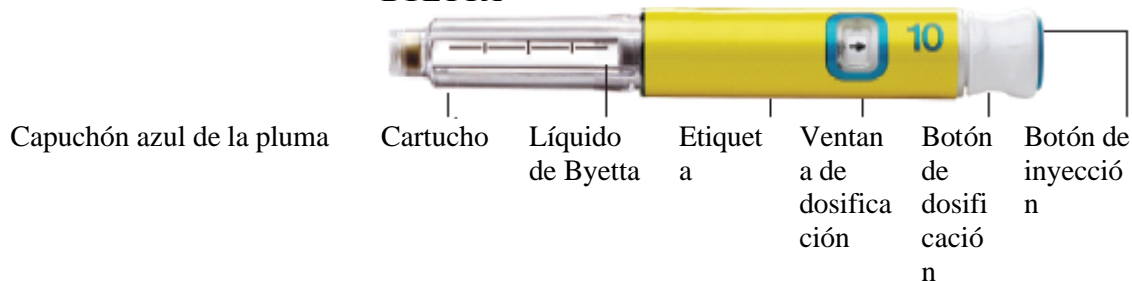 10
Capuchón azul de la pluma
Cartucho
Líquido
de Byetta
Etiquet
a
Ventan
a de
dosifica
ción
Botón
de
dosifi
cació
n
Botón de
inyecció
n